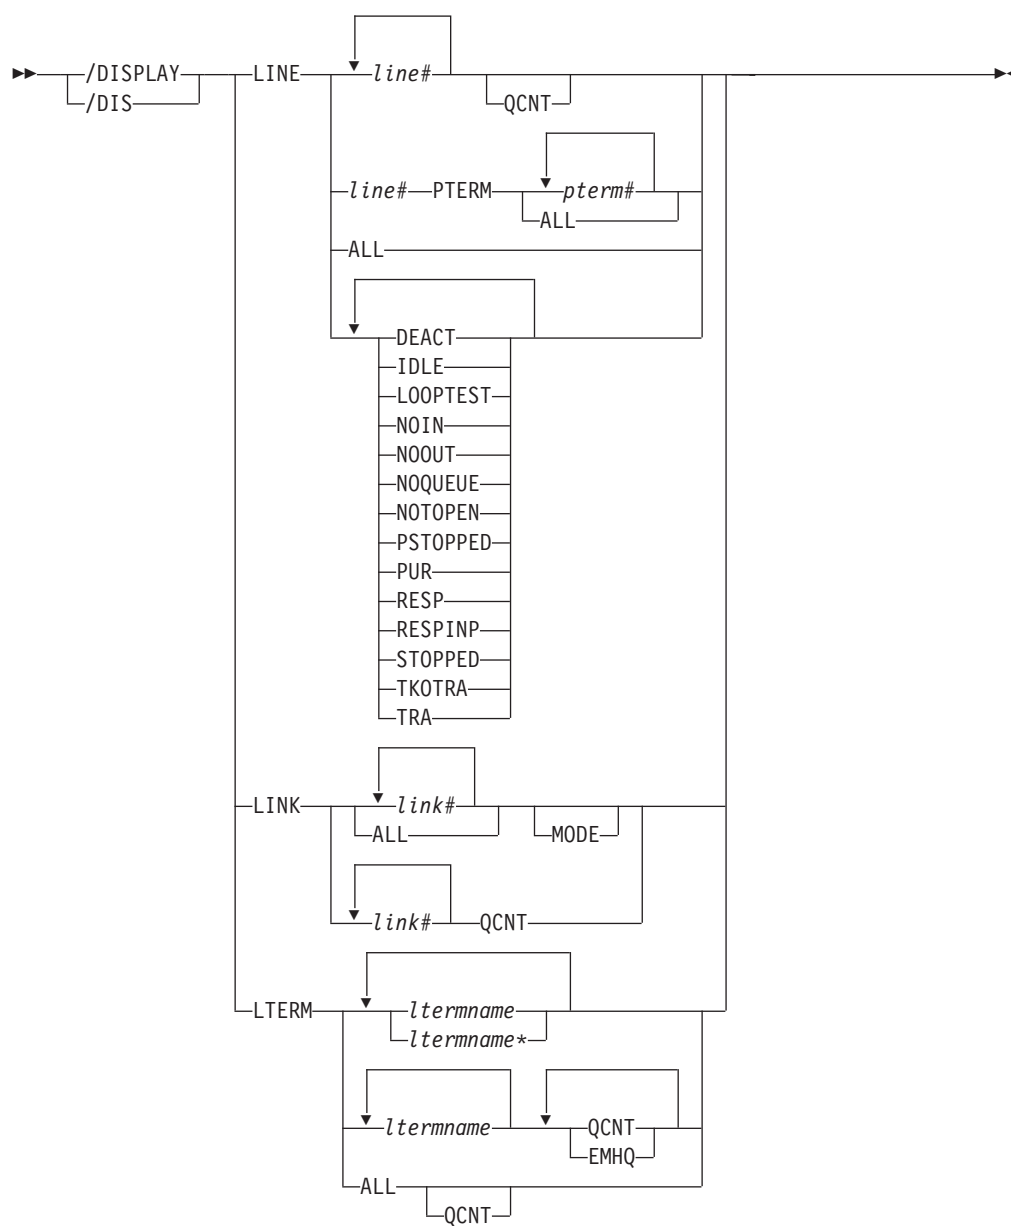 /DISPLAY LINE line#
/DIS QCNT
line# PTERM pterm#
ALL
ALL
DEACT
IDLE
LOOPTEST
NOIN
NOOUT
NOQUEUE
NOTOPEN
PSTOPPED
PUR
RESP
RESPINP
STOPPED
TKOTRA
TRA
LINK link#
ALL MODE
link# QCNT
LTERM ltermname
ltermname*
ltermname QCNT
EMHQ
ALL
QCNT